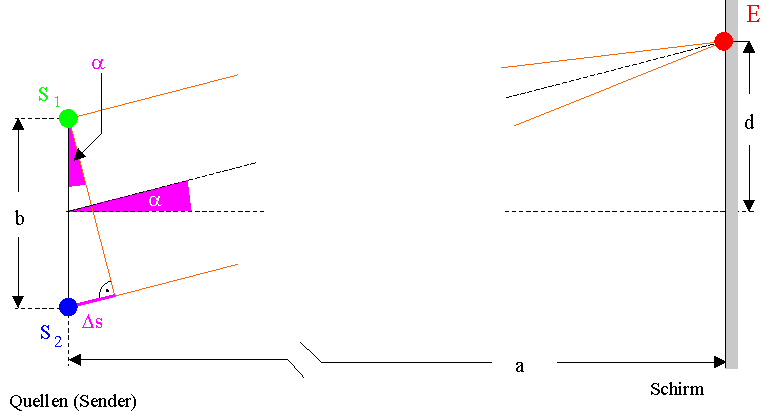 E
α
S1
d
α
b
Δs
S2
a
Schirm
Quellen (Sender)